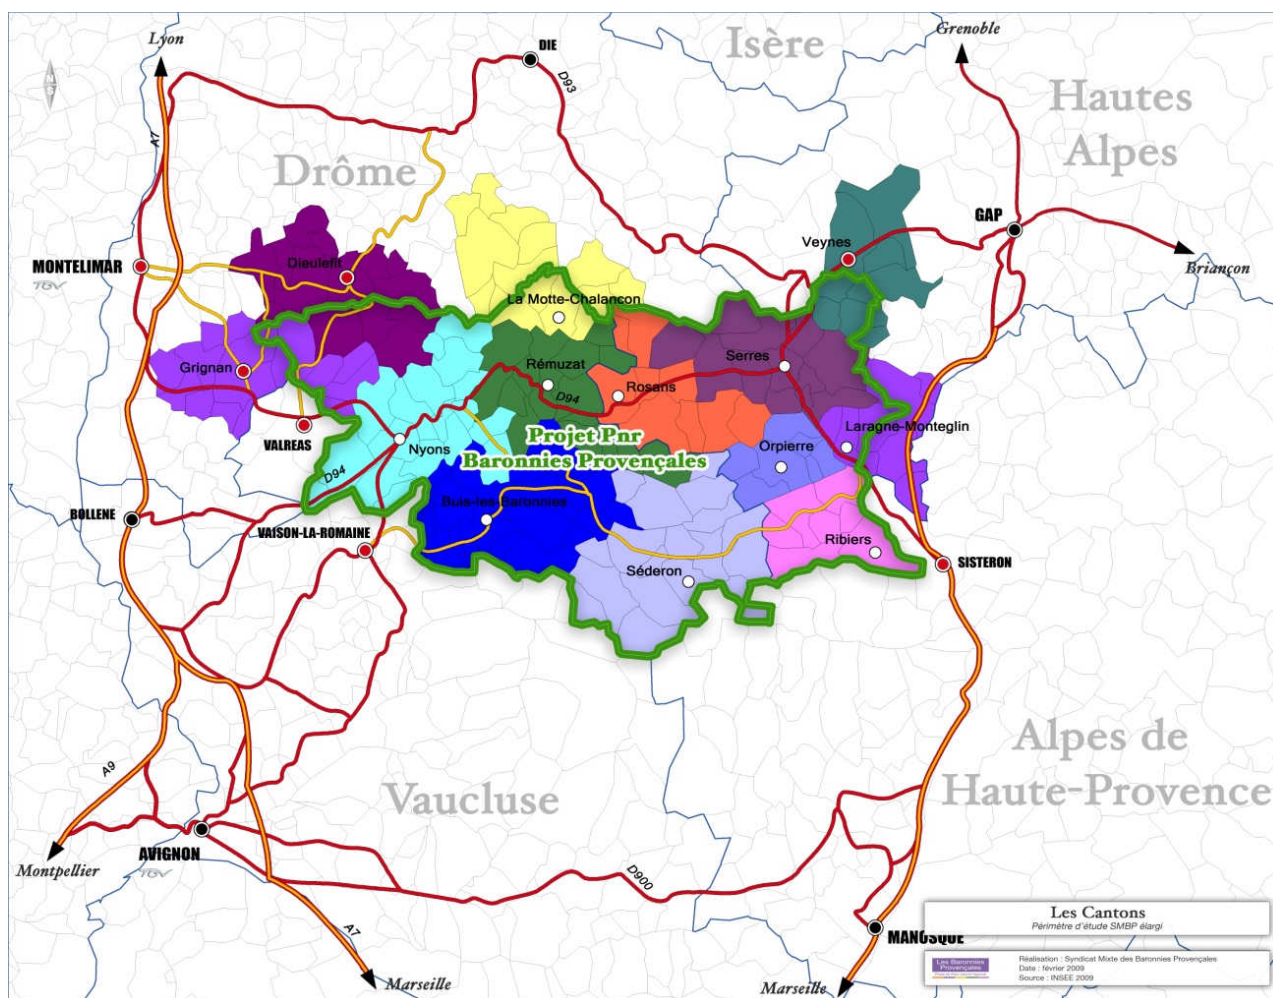 Lyon
DIE
Isère
Grenoble
N
S
D93
Hautes
Alpes
A7
Drôme
GAP
Veynes
MONTELIMAR
TGV
Dieulefit
Briançon
La Motte-Chalancon
Grignan
Rémuzat
Serres
D94
Rosans
VALREAS
Nyons
Projet Pnr
Baronnies Provençales
Orpierre
Laragne-Monteglin
D94
Buis-les-Baronnies
BOLLENE
VAISON-LA-ROMAINE
Ribiers
SISTERON
Séderon
Alpes de
Haute-Provence
A9
Vaucluse
AVIGNON
TGV
Montpellier
D900
A7
Marseille
MANOSQUE
Marseille
Les Cantons
Périmètre d'étude SMBP élargi
Les Baronnies
Provençales
Réalisation : Syndicat Mixte des Baronnies Provençales
Date : février 2009
Source : INSEE 2009